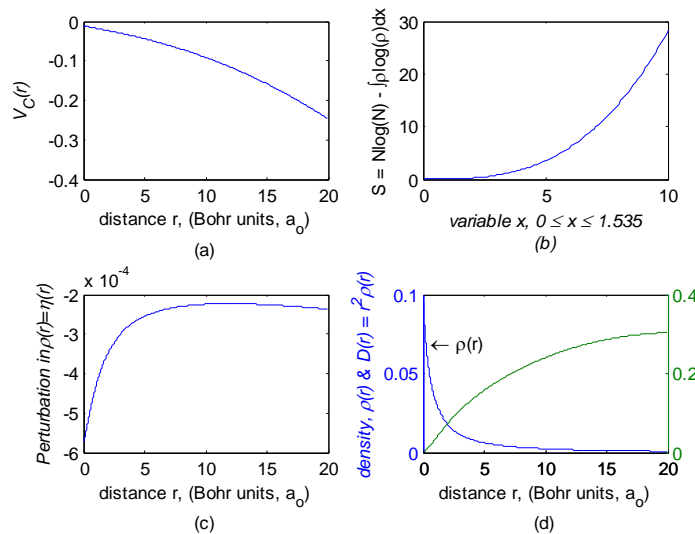 0
-0.1
-0.2
-0.3
-0.4
V_C(r)
0 5 10 15 20
distance r, (Bohr units, a_o)
(a)
30
20
10
0
S = Nlog(N) - ∫ρlog(ρ)dx
0 5 10
variable x, 0 ≤ x ≤ 1.535
(b)
x 10^-4
-2
-3
-4
-5
-6
Perturbation in ρ(r)=η(r)
0 5 10 15 20
distance r, (Bohr units, a_o)
(c)
0.1
0.05
0
density, ρ(r) & D(r) = r^2 ρ(r)
← ρ(r)
0.4
0.2
0
0 5 10 15 20
distance r, (Bohr units, a_o)
(d)